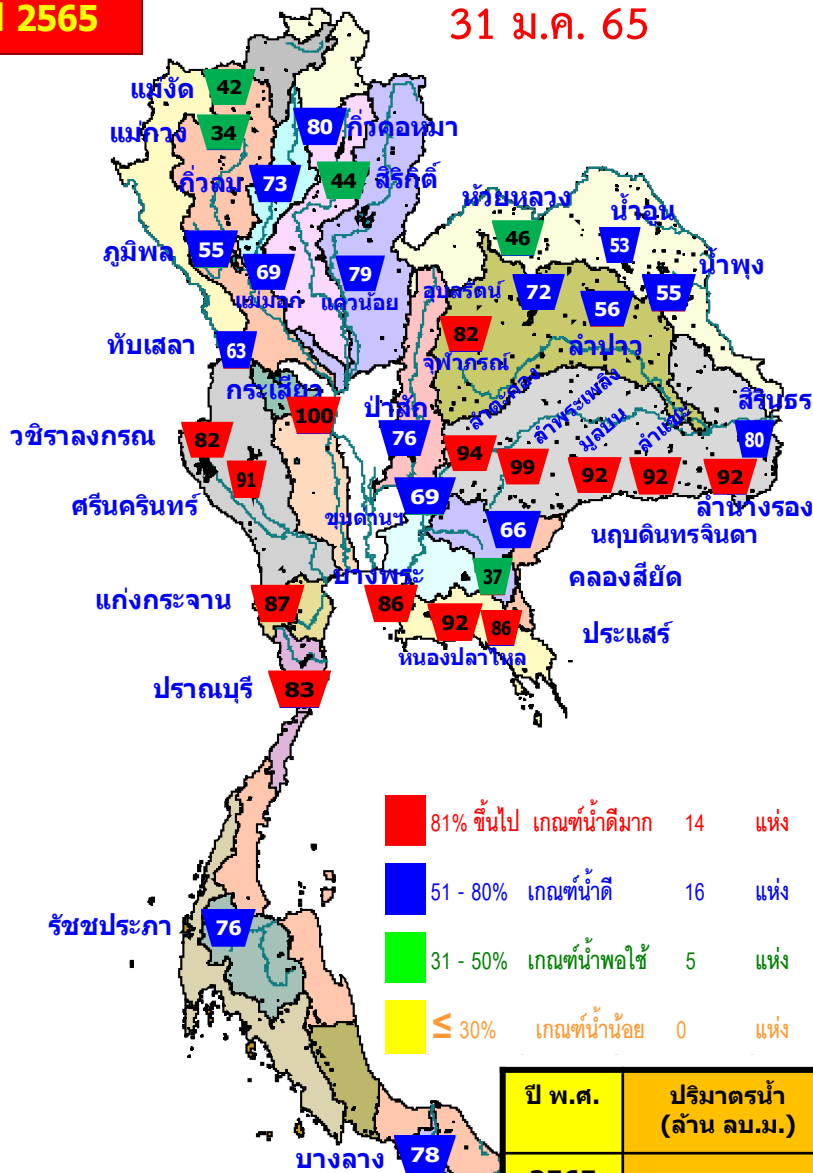 2565
31 ม.ค. 65
แม่งัด 42
แม่กวง 34
80 กิ่วคอหมา
กิ่วลม 73
44 สิริกิติ์
ห้วยหลวง
46
น้ำอูน
53
ภูมิพล 55
69
แม่มอก
79
แควน้อย
น้ำพุง
55
อุบลรัตน์
72
56
ลำปาว
82
จุฬาภรณ์
ทับเสลา 63
กระเสียว
100
ป่าสัก
76
ลำตะคอง
ลำพระเพลิง
มูลบน
ลำแชะ
สิรินธร
80
วชิราลงกรณ 82
94
99
92
92
92
ลำนางรอง
ศรีนครินทร์
91
69
ขุนด่านฯ
66
นฤบดินทรจินดา
บางพระ
37
คลองสียัด
แก่งกระจาน 87
86
92
86
ประแสร์
หนองปลาไหล
ปราณบุรี 83
81% ขึ้นไป เกณฑ์น้ำดีมาก 14 แห่ง
51 - 80% เกณฑ์น้ำดี 16 แห่ง
รัชชประภา 76
31 - 50% เกณฑ์น้ำพอใช้ 5 แห่ง
≤ 30% เกณฑ์น้ำน้อย 0 แห่ง
ปี พ.ศ. ปริมาตรน้ำ
(ล้าน ลบ.ม.)
บางลาง 78
2565